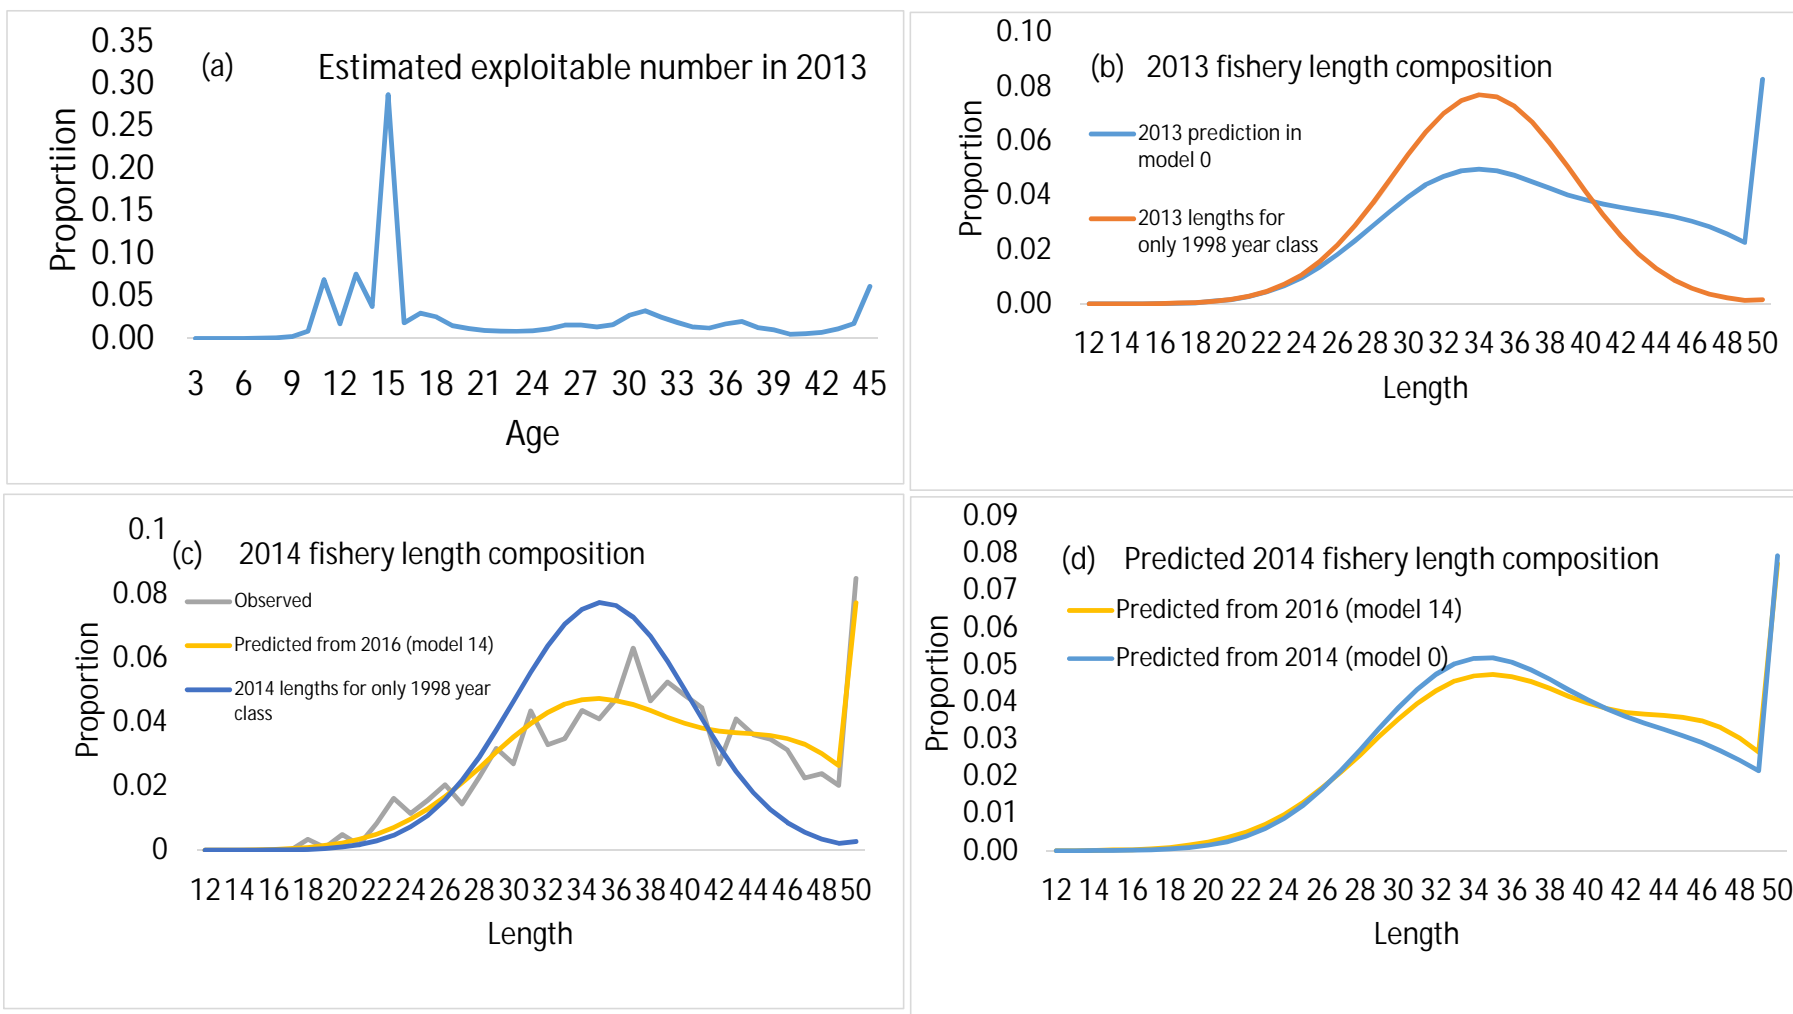 (a) Estimated exploitable number in 2013
0.35
0.30
0.25
0.20
0.15
0.10
0.05
0.00
Proportiion
3 6 9 12 15 18 21 24 27 30 33 36 39 42 45
Age
(b) 2013 fishery length composition
0.10
0.08
0.06
0.04
0.02
0.00
Proportion
2013 prediction in
model 0
2013 lengths for
only 1998 year class
12 14 16 18 20 22 24 26 28 30 32 34 36 38 40 42 44 46 48 50
Length
(c) 2014 fishery length composition
0.1
0.08
0.06
0.04
0.02
0
Proportion
Observed
Predicted from 2016 (model 14)
2014 lengths for only 1998 year
class
12 14 16 18 20 22 24 26 28 30 32 34 36 38 40 42 44 46 48 50
Length
(d) Predicted 2014 fishery length composition
0.09
0.08
0.07
0.06
0.05
0.04
0.03
0.02
0.01
0.00
Proportion
Predicted from 2016 (model 14)
Predicted from 2014 (model 0)
12 14 16 18 20 22 24 26 28 30 32 34 36 38 40 42 44 46 48 50
Length